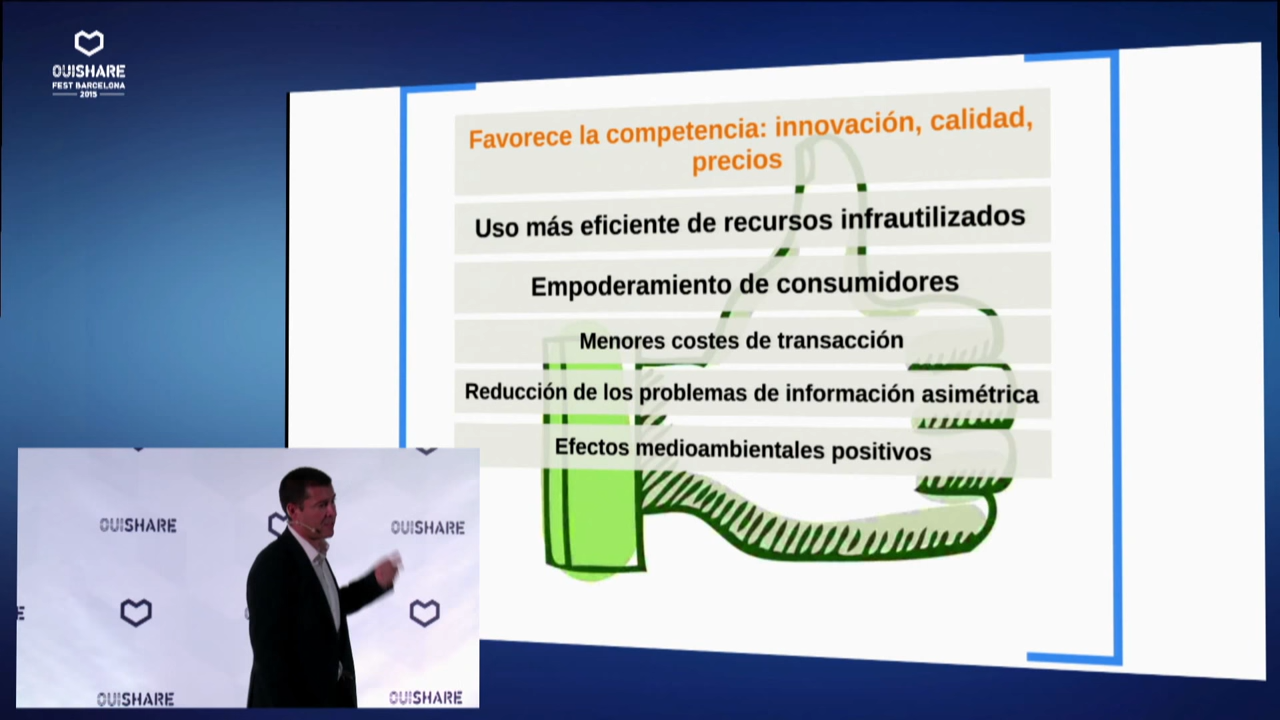 OUISHARE
FEST BARCELONA
2015
Favorece la competencia: innovación, calidad,
precios
Uso más eficiente de recursos infrautilizados
Empoderamiento de consumidores
Menores costes de transacción
Reducción de los problemas de información asimétrica
Efectos medioambientales positivos
OUISHARE
OUISHARE
OUISHARE
OUISHARE